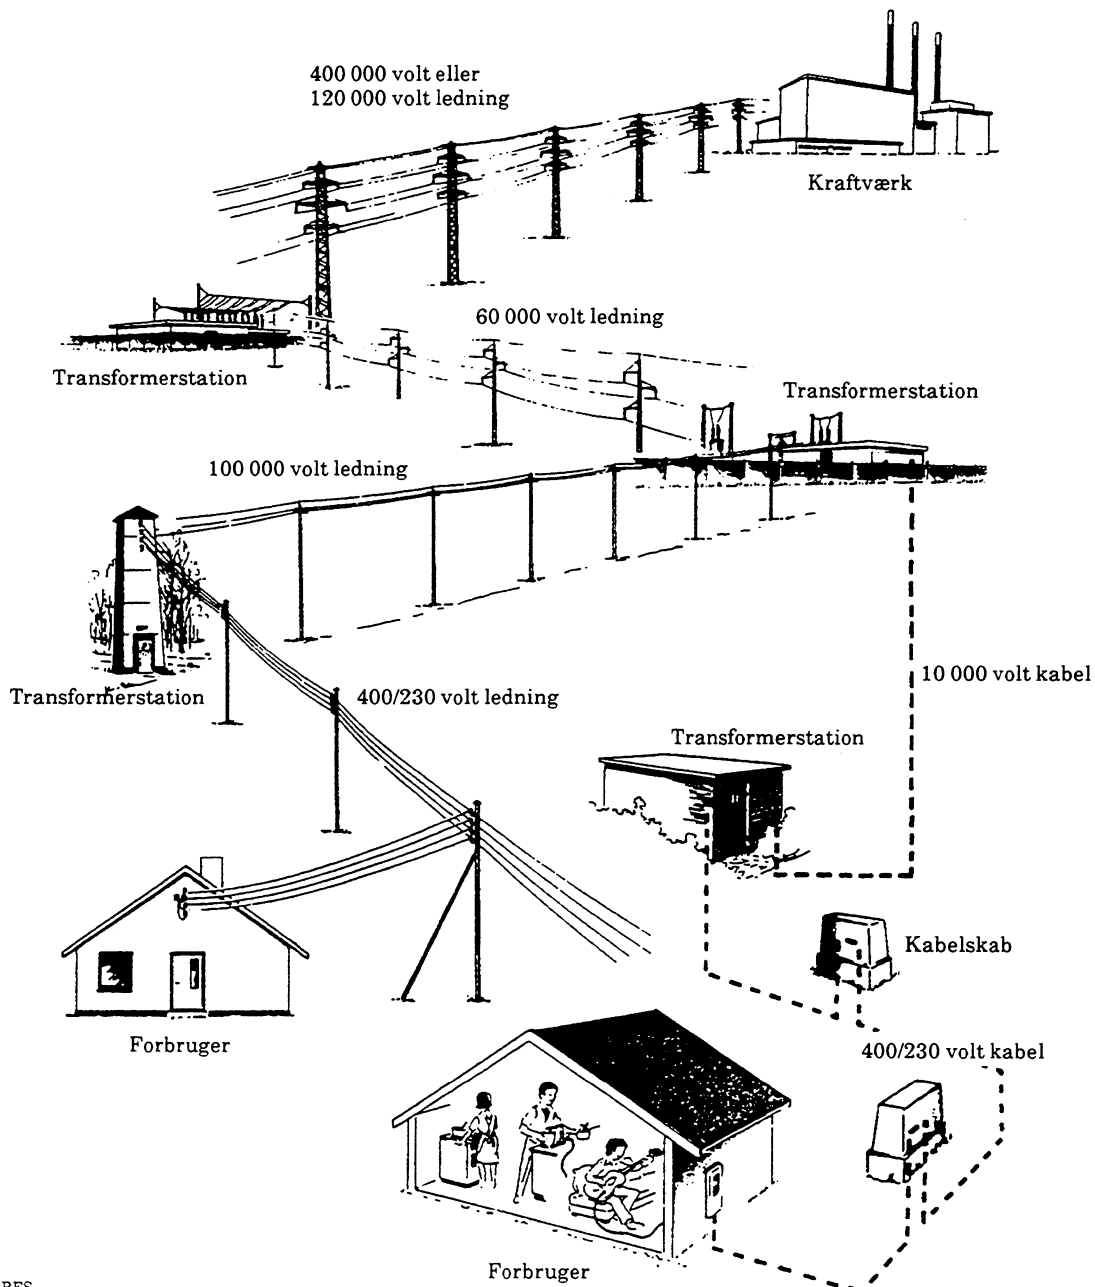 400 000 volt eller
120 000 volt ledning
Kraftværk
60 000 volt ledning
Transformerstation
Transformerstation
100 000 volt ledning
10 000 volt kabel
Transformerstation
400/230 volt ledning
Transformerstation
Kabelskab
Forbruger
400/230 volt kabel
Forbruger